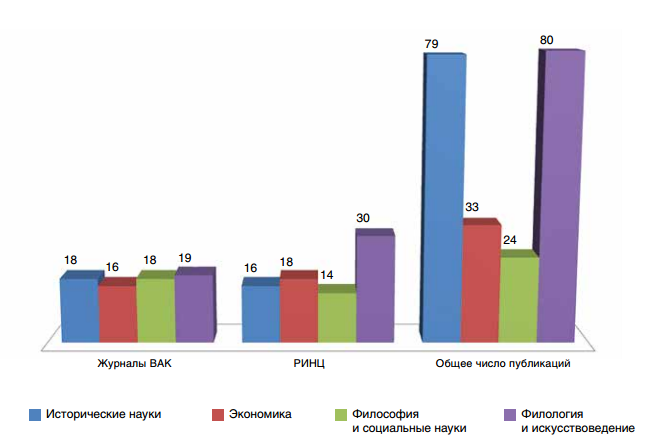 79
80
18
16
18
19
16
18
14
30
33
24
Журналы ВАК
РИНЦ
Общее число публикаций
Исторические науки
Экономика
Философия
и социальные науки
Филология
и искусствоведение